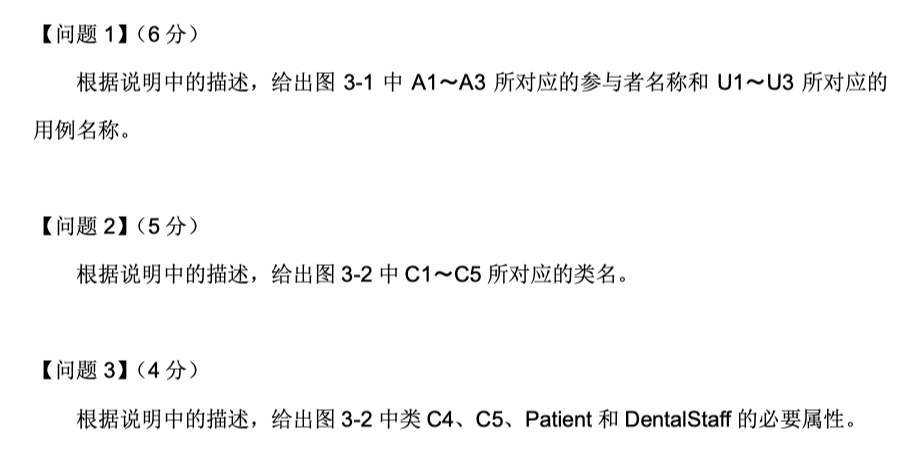 【问题 1】（6 分）
根据说明中的描述，给出图 3-1 中 A1～A3 所对应的参与者名称和 U1～U3 所对应的
用例名称。
【问题 2】（5 分）
根据说明中的描述，给出图 3-2 中 C1～C5 所对应的类名。
【问题 3】（4 分）
根据说明中的描述，给出图 3-2 中类 C4、C5、Patient 和 DentalStaff 的必要属性。